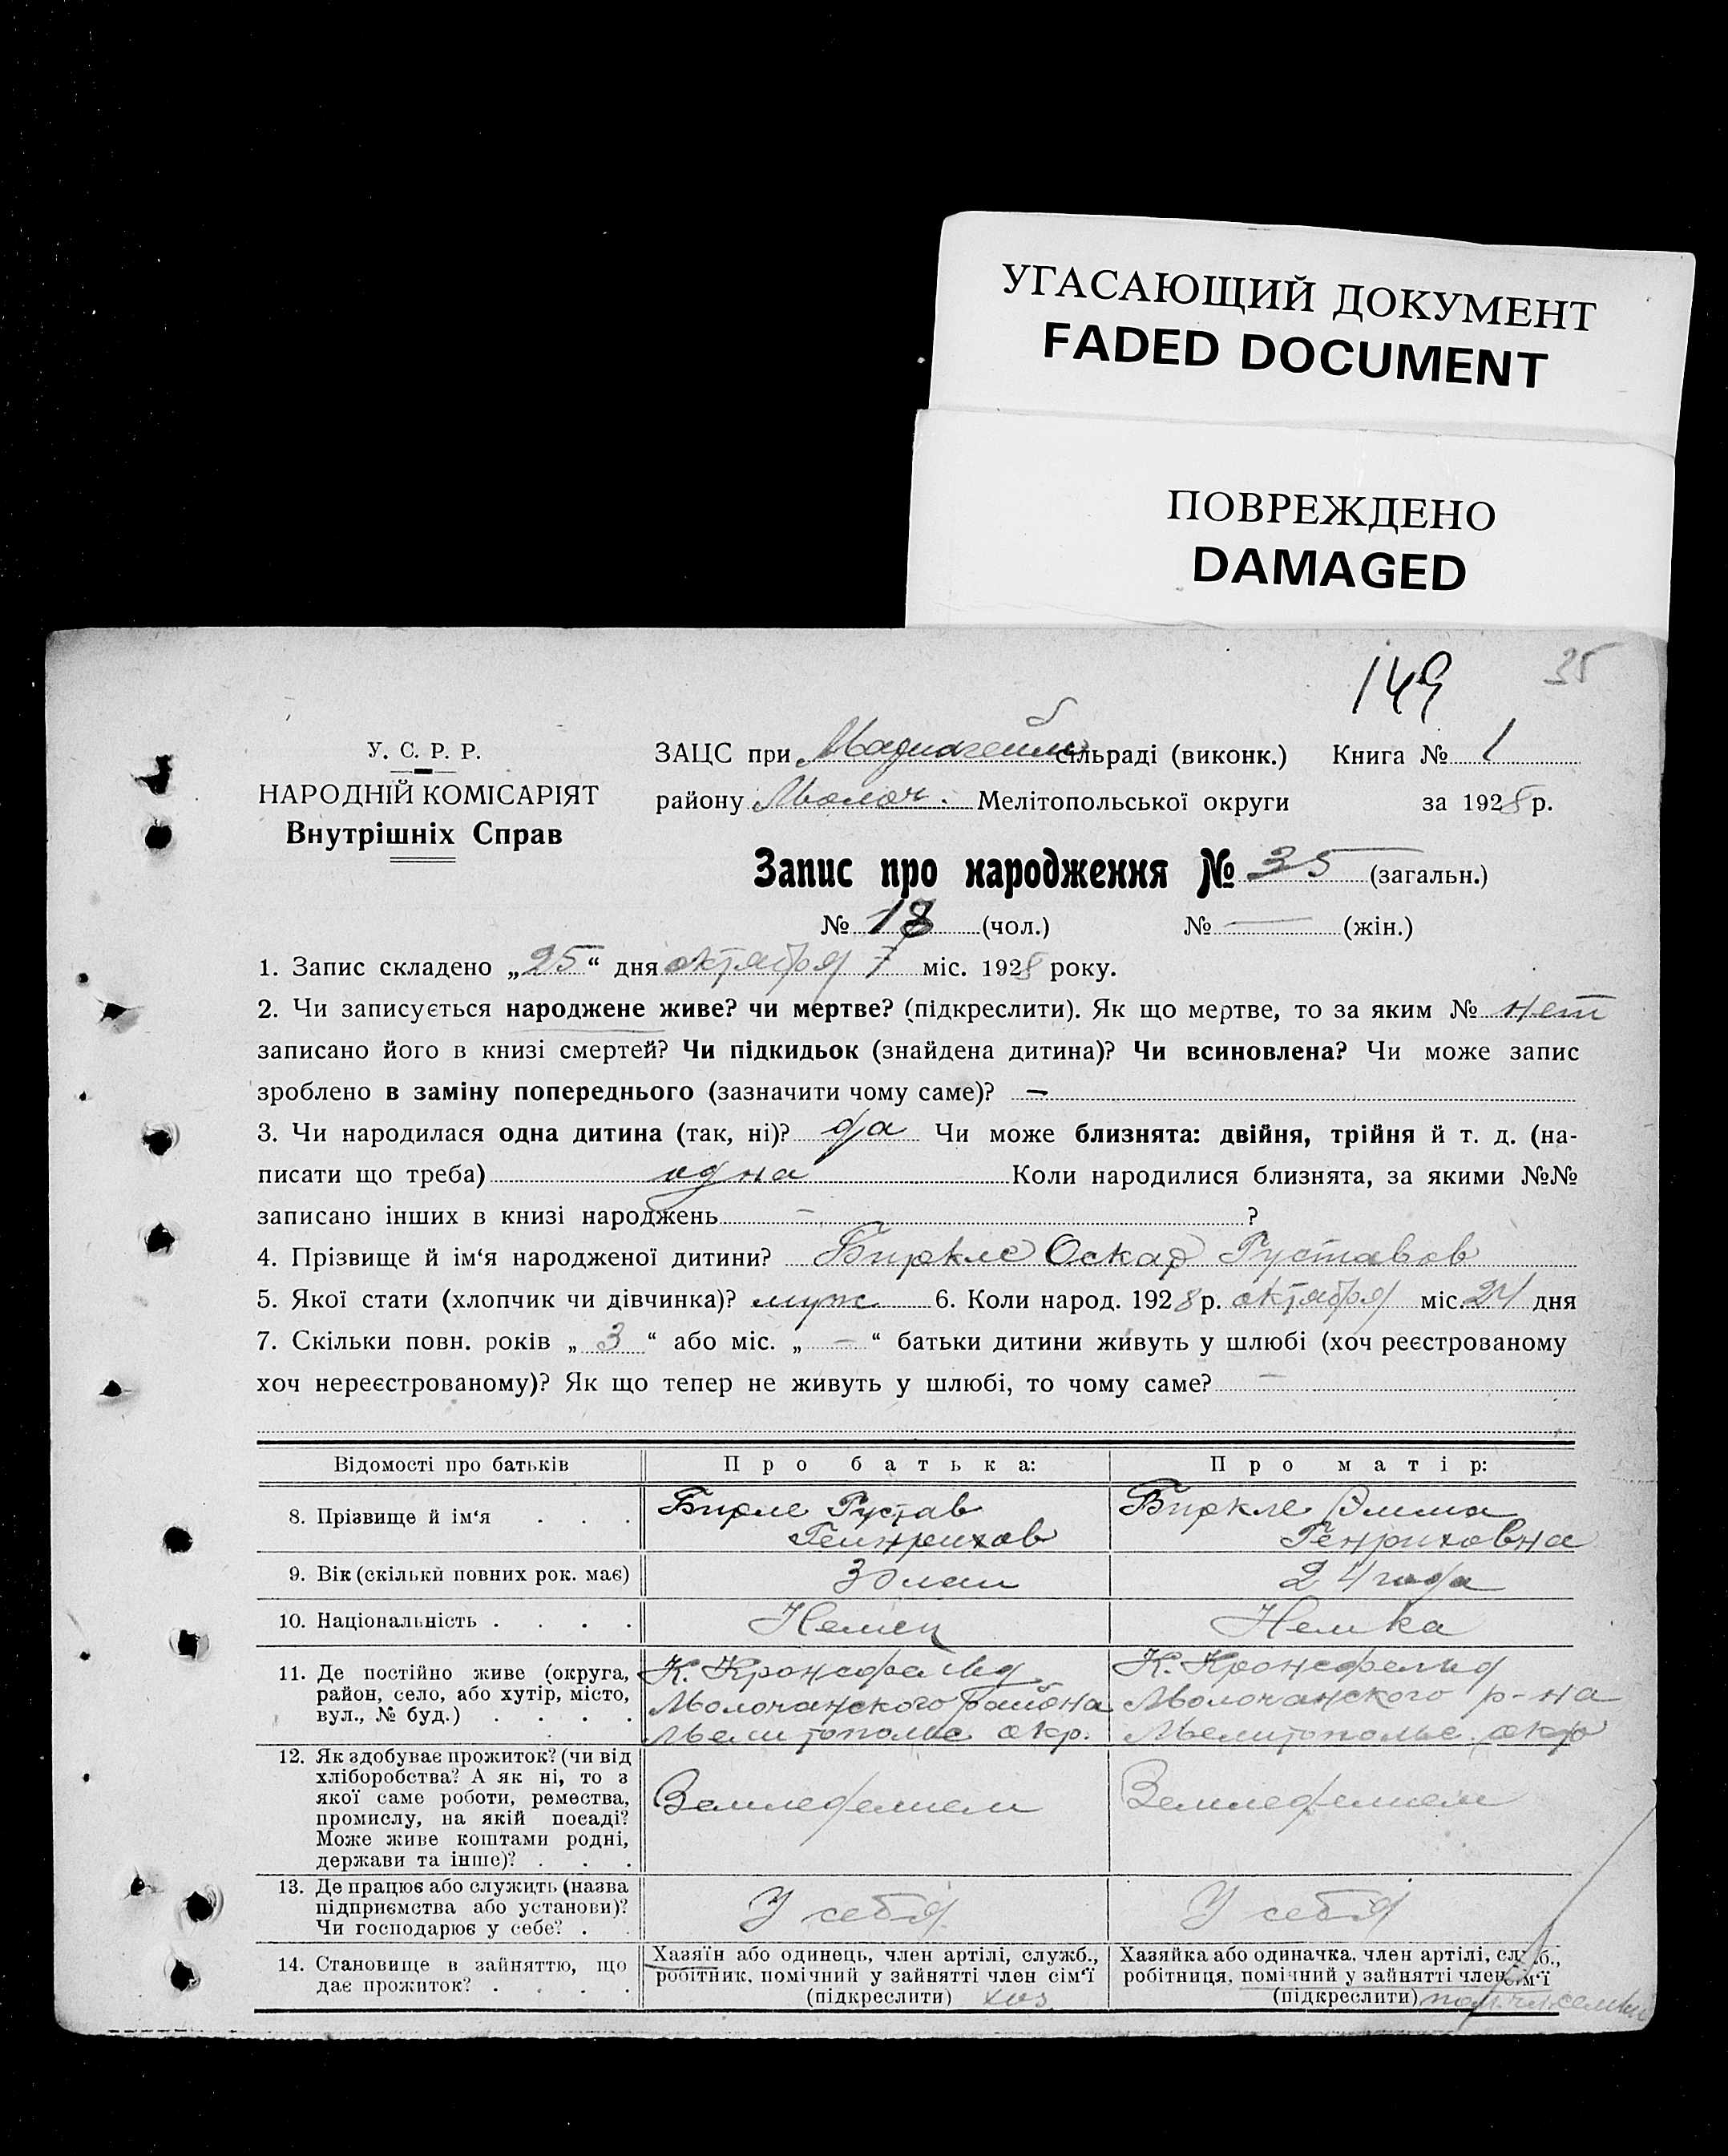 УГАСАЮЩИЙ ДОКУМЕНТ
FADED DOCUMENT
ПОВРЕЖДЕНО
DAMAGED
149 35
У. С. Р. Р.
НАРОДНІЙ КОМІСАРІЯТ
Внутрішніх Справ
ЗАЦС при сільраді (виконк.) Книга № 1
району Молоч. Мелітопольської округи за 1928 р.
Запис про народження № 35 (загальн.)
№ 18 (чол.) № — (жін.)
1. Запис складено „25“ дня октября міс. 1928 року.
2. Чи записується народжене живе? чи мертве? (підкреслити). Як що мертве, то за яким № нет
записано його в книзі смертей? Чи підкидьок (знайдена дитина)? Чи всиновлена? Чи може запис
зроблено в заміну попереднього (зазначити чому саме)? —
3. Чи народилася одна дитина (так, ні)? да Чи може близнята: двійня, трійня й т. д. (на-
писати що треба) одна Коли народилися близнята, за якими №№
записано інших в книзі народжень — ?
4. Прізвище й ім‘я народженої дитини? Биркле Оскар Густавов
5. Якої стати (хлопчик чи дівчинка)? муж 6. Коли народ. 1928 р. октября міс. 24 дня
7. Скільки повн. років „ 3 “ або міс. „ — “ батьки дитини живуть у шлюбі (хоч реєстрованому
хоч нереєстрованому)? Як що тепер не живуть у шлюбі, то чому саме? —
Відомості про батьків Про батька: Про матір:
8. Прізвище й ім‘я . . . Бирле Густав Биркле Эмма
Гейнрихов Генриховна
9. Вік (скільки повних рок. має) 30 лет 24 года
10. Національність . . . . Немец Немка
11. Де постійно живе (округа, К. Кронсфельд К. Кронсфельд
район, село, або хутір, місто, Молочанского района Молочанского р-на
вул., № буд.) . . . . Мелитопольс окр. Мелитопольс окр
12. Як здобуває прожиток? (чи від
хліборобства? А як ні, то з
якої саме роботи, ремества, Земледелием Земледелием
промислу, на якій посаді?
Може живе коштами родні,
держави та інше)? . . .
13. Де працює або служить (назва
підприємства або установи)? У себя У себя
Чи господарює у себе? .
14. Становище в зайняттю, що Хазяїн або одинець, член артілі, служб., Хазяйка або одиначка, член артілі, служб.,
дає прожиток? . . . . робітник, помічний у зайнятті член сім‘ї робітниця, помічний у зайнятті член сім‘ї
(підкреслити) хоз (підкреслити)